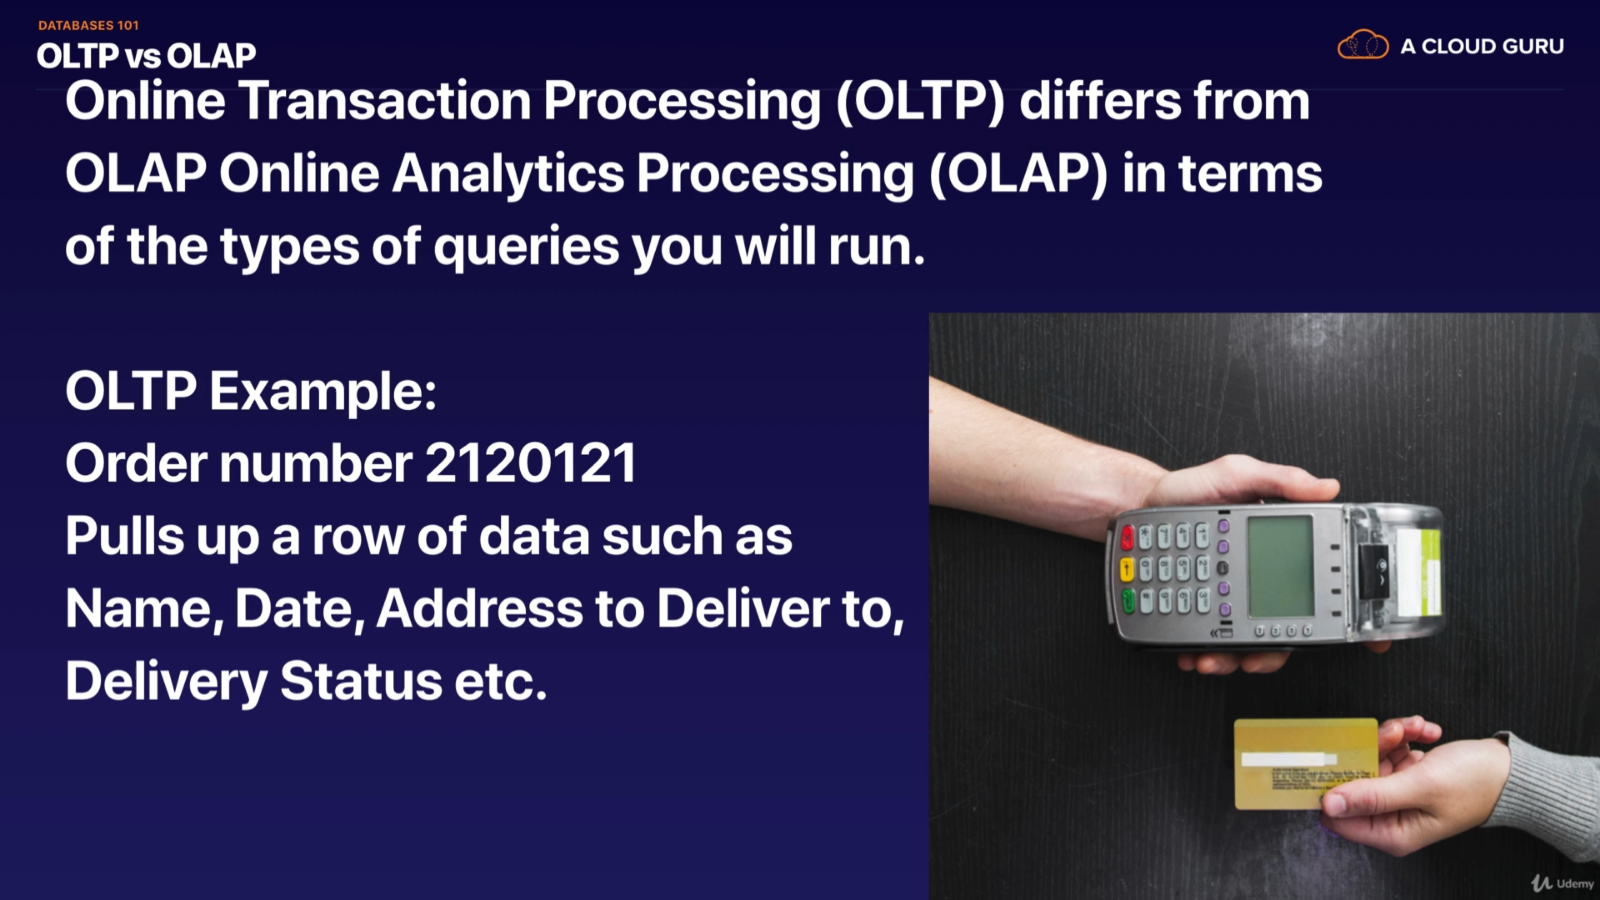 DATABASES 101
OLTP vs OLAP
A CLOUD GURU
Online Transaction Processing (OLTP) differs from
OLAP Online Analytics Processing (OLAP) in terms
of the types of queries you will run.
OLTP Example:
Order number 2120121
Pulls up a row of data such as
Name, Date, Address to Deliver to,
Delivery Status etc.
Udemy